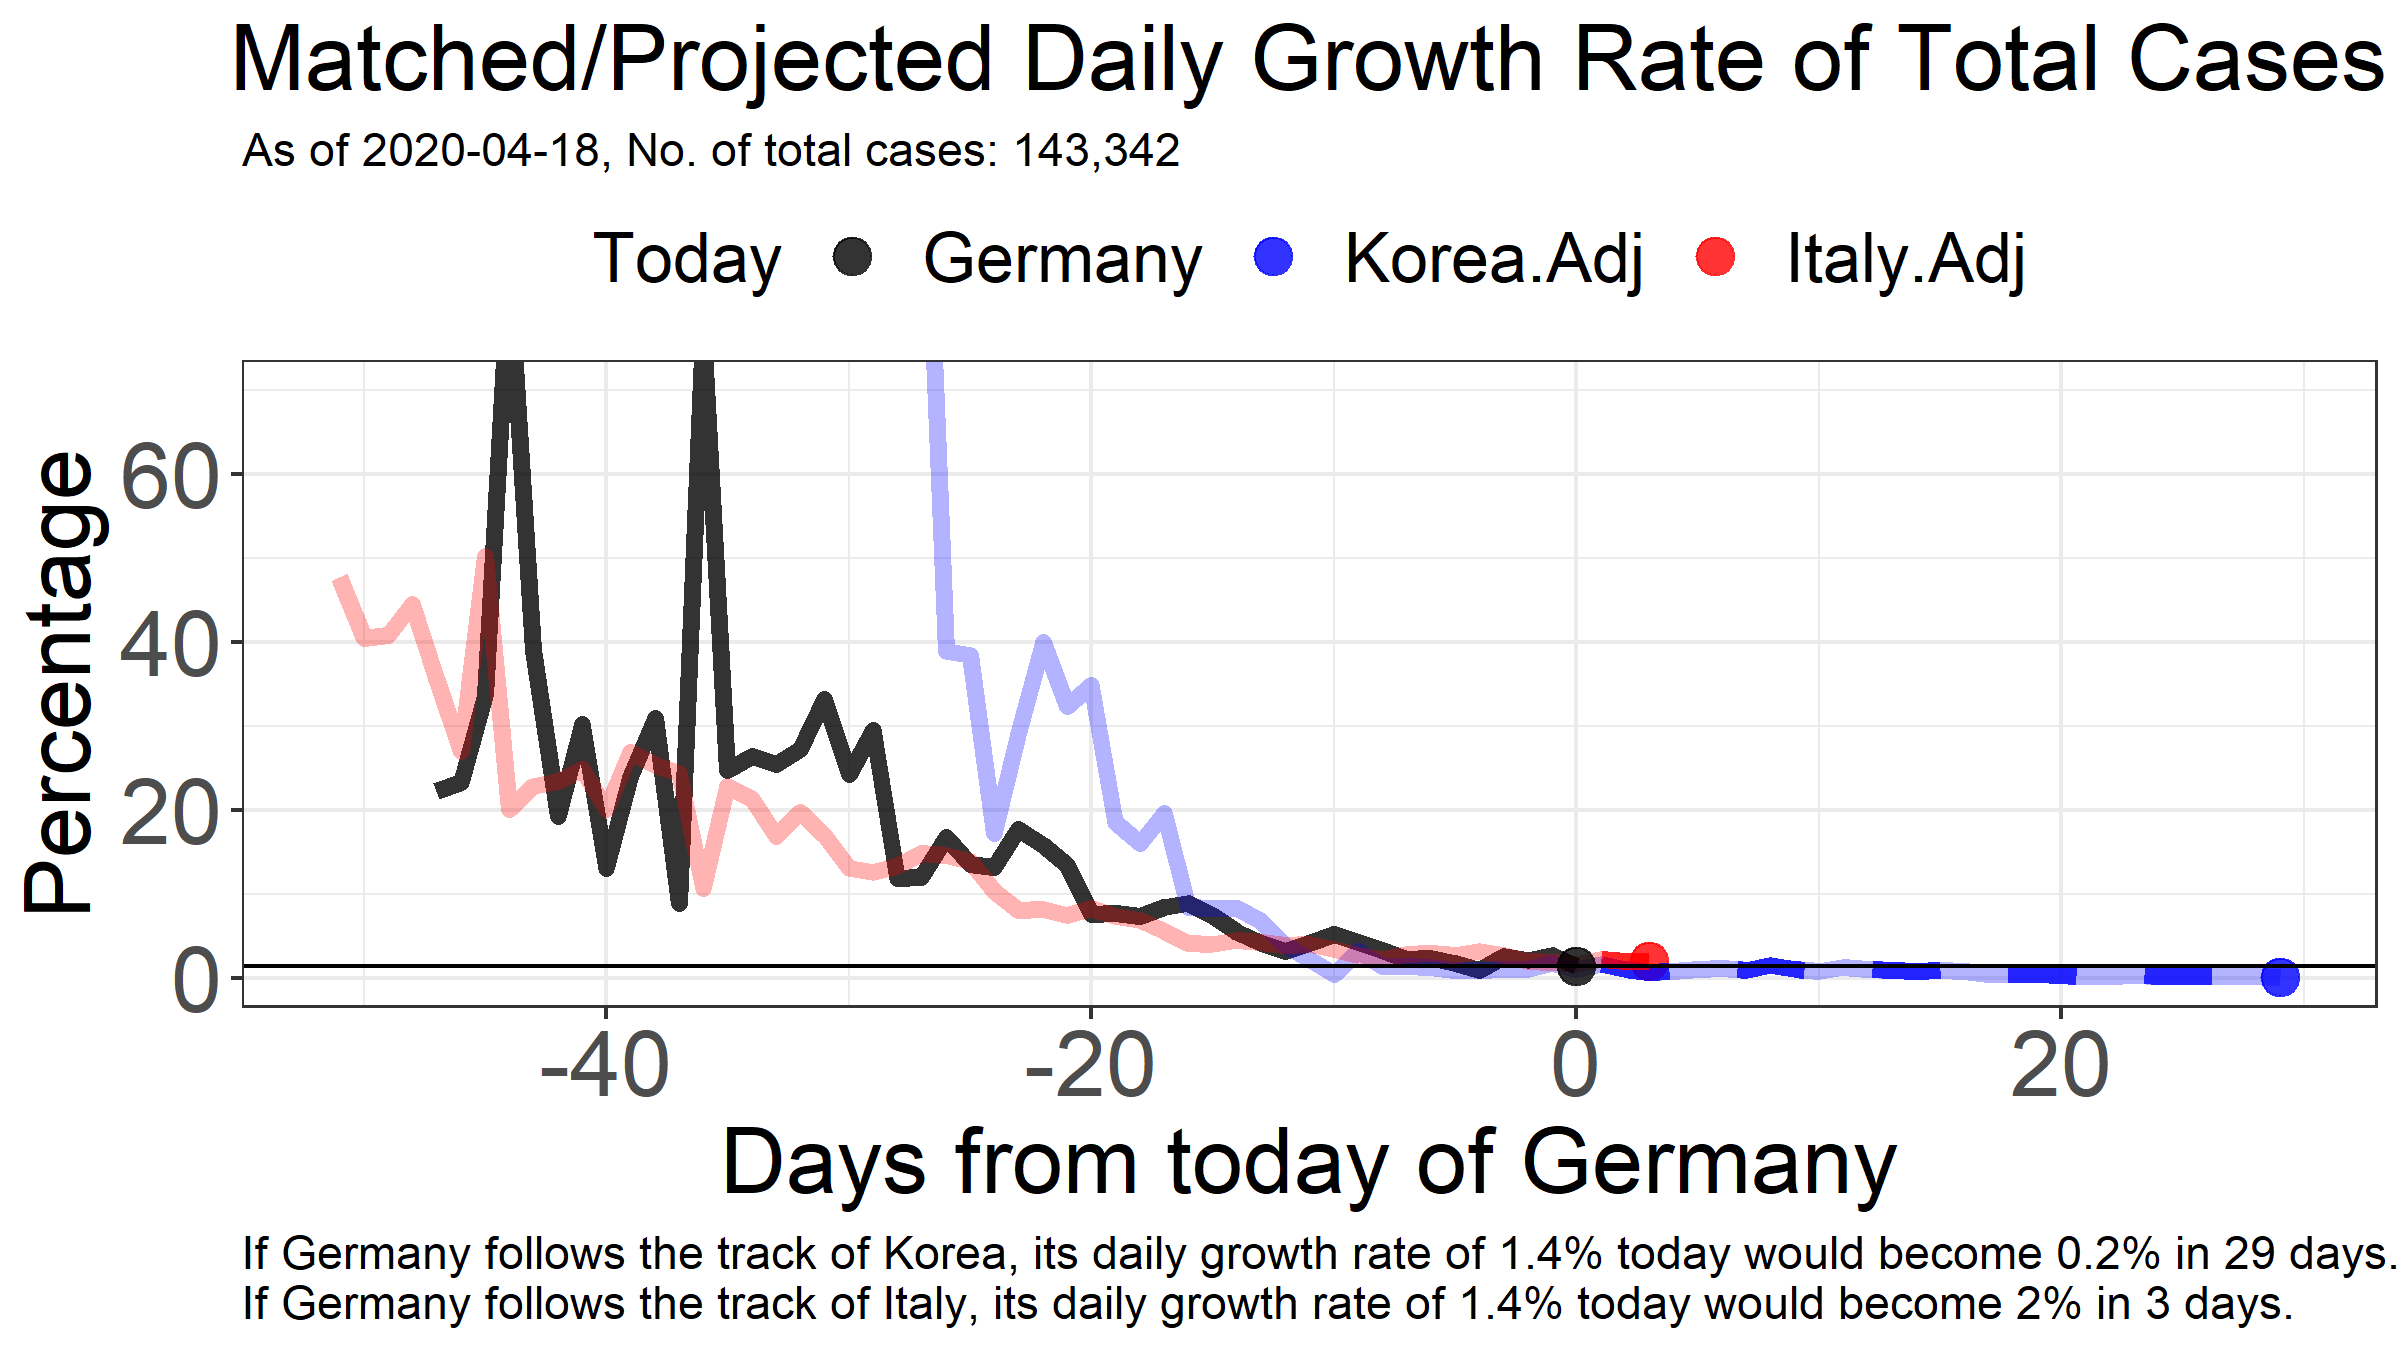 Matched/Projected Daily Growth Rate of Total Cases
As of 2020-04-18, No. of total cases: 143,342
Today Germany Korea.Adj Italy.Adj
Percentage
60
40
20
0
-40 -20 0 20
Days from today of Germany
If Germany follows the track of Korea, its daily growth rate of 1.4% today would become 0.2% in 29 days.
If Germany follows the track of Italy, its daily growth rate of 1.4% today would become 2% in 3 days.